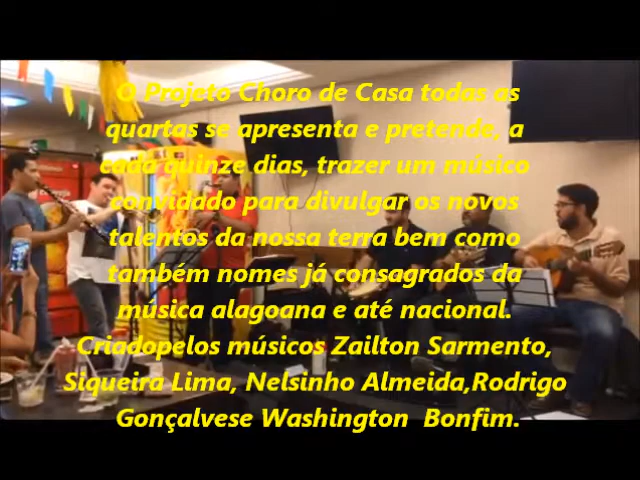 O Projeto Choro de Casa todas as
quartas se apresenta e pretende, a
cada quinze dias, trazer um músico
convidado para divulgar os novos
talentos da nossa terra bem como
também nomes já consagrados da
música alagoana e até nacional.
Criadopelos músicos Zailton Sarmento,
Siqueira Lima, Nelsinho Almeida,Rodrigo
Gonçalvese Washington  Bonfim.